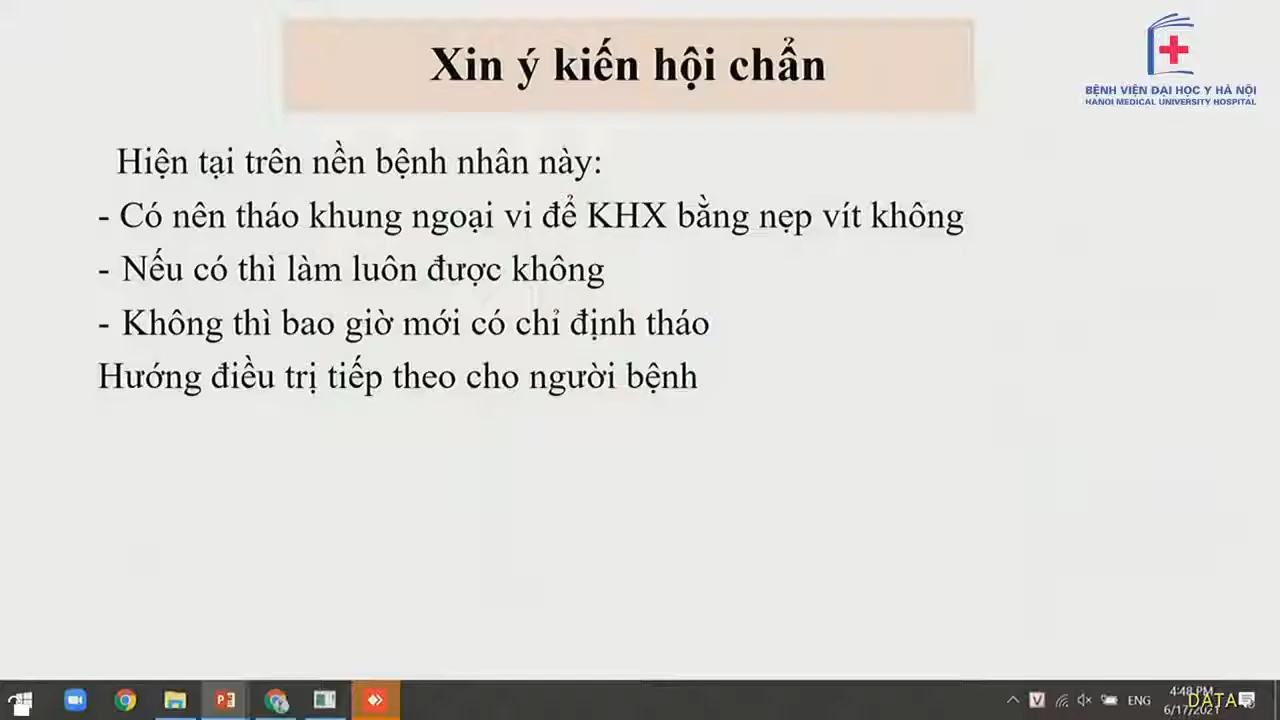 Xin ý kiến hội chẩn
BỆNH VIỆN ĐẠI HỌC Y HÀ NỘI
HANOI MEDICAL UNIVERSITY HOSPITAL
Hiện tại trên nền bệnh nhân này:
- Có nên tháo khung ngoại vi để KHX bằng nẹp vít không
- Nếu có thì làm luôn được không
- Không thì bao giờ mới có chỉ định tháo
Hướng điều trị tiếp theo cho người bệnh
ENG
4:48 PM
DATA